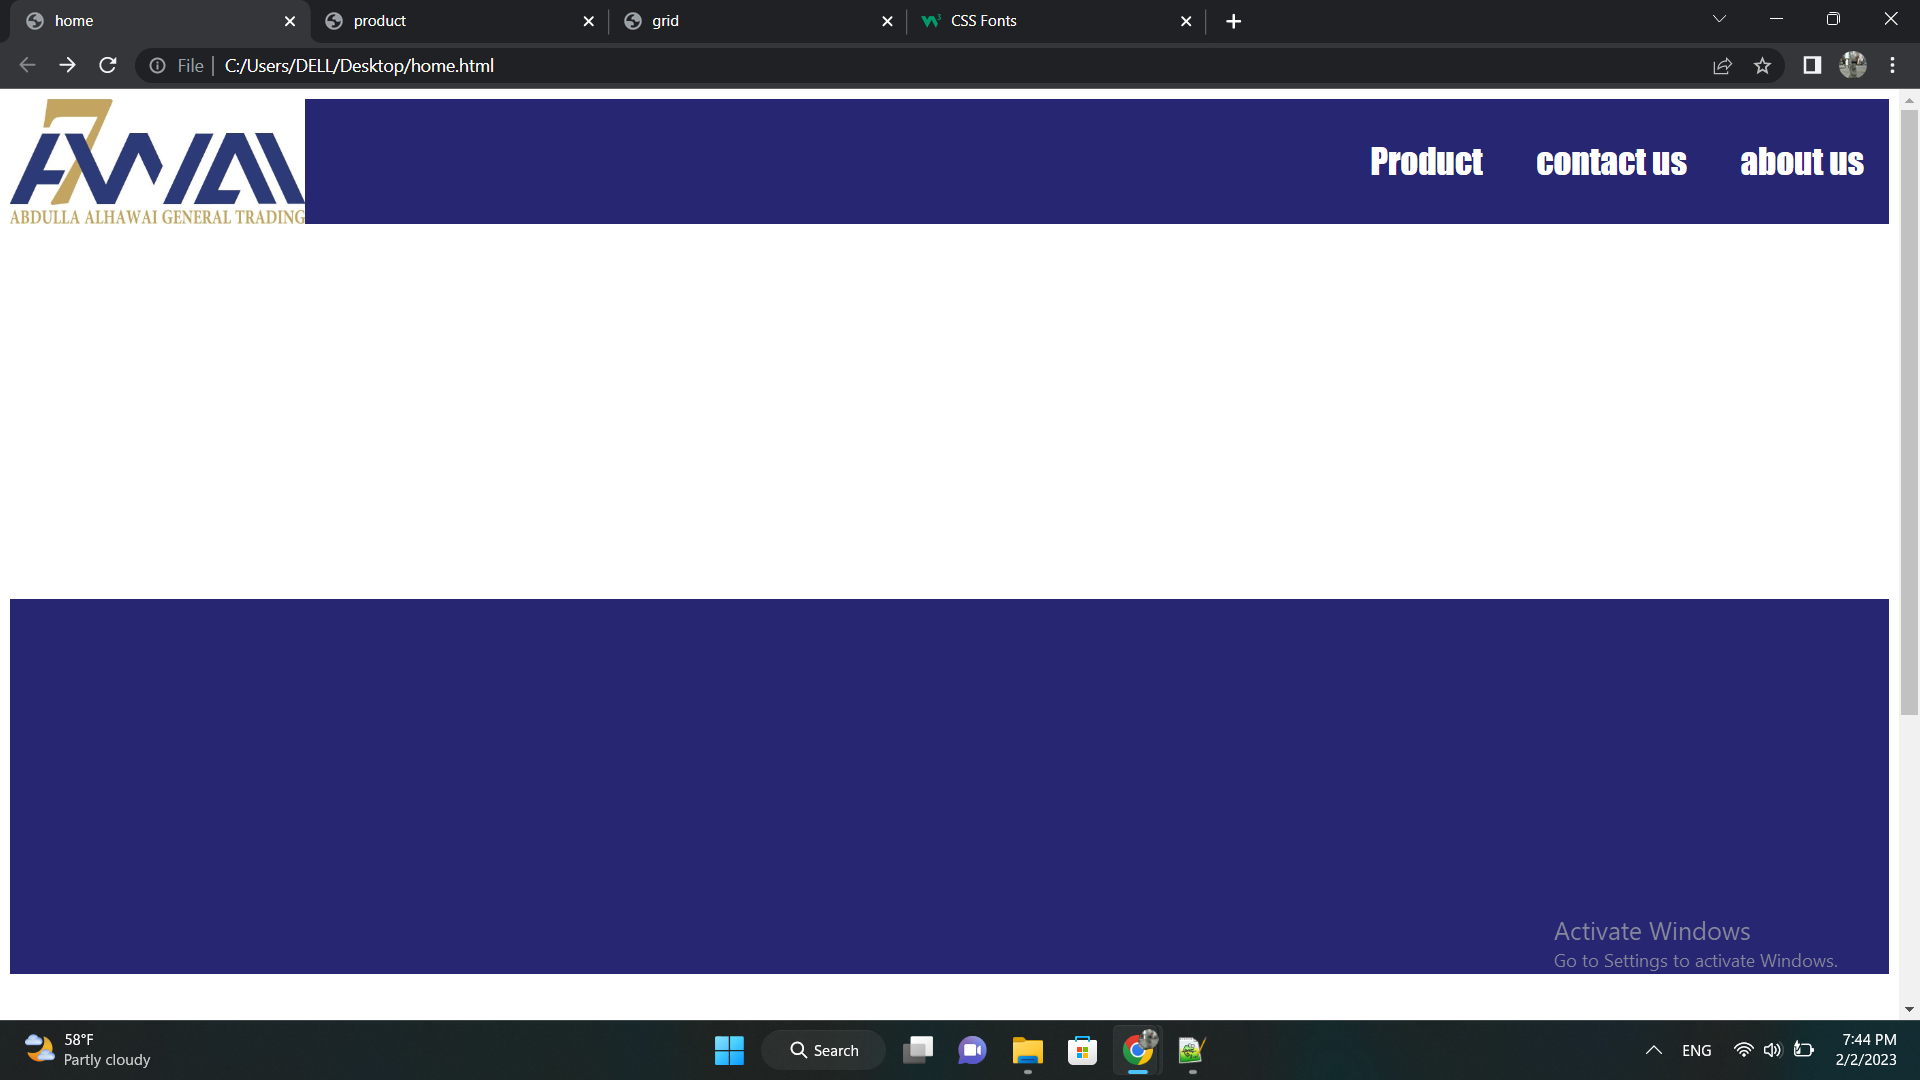 home
product
grid
CSS Fonts
File | C:/Users/DELL/Desktop/home.html
A7WAI
ABDULLA ALHAWAI GENERAL TRADING
Product contact us about us
Activate Windows
Go to Settings to activate Windows.
58°F
Partly cloudy
Search
ENG
7:44 PM
2/2/2023